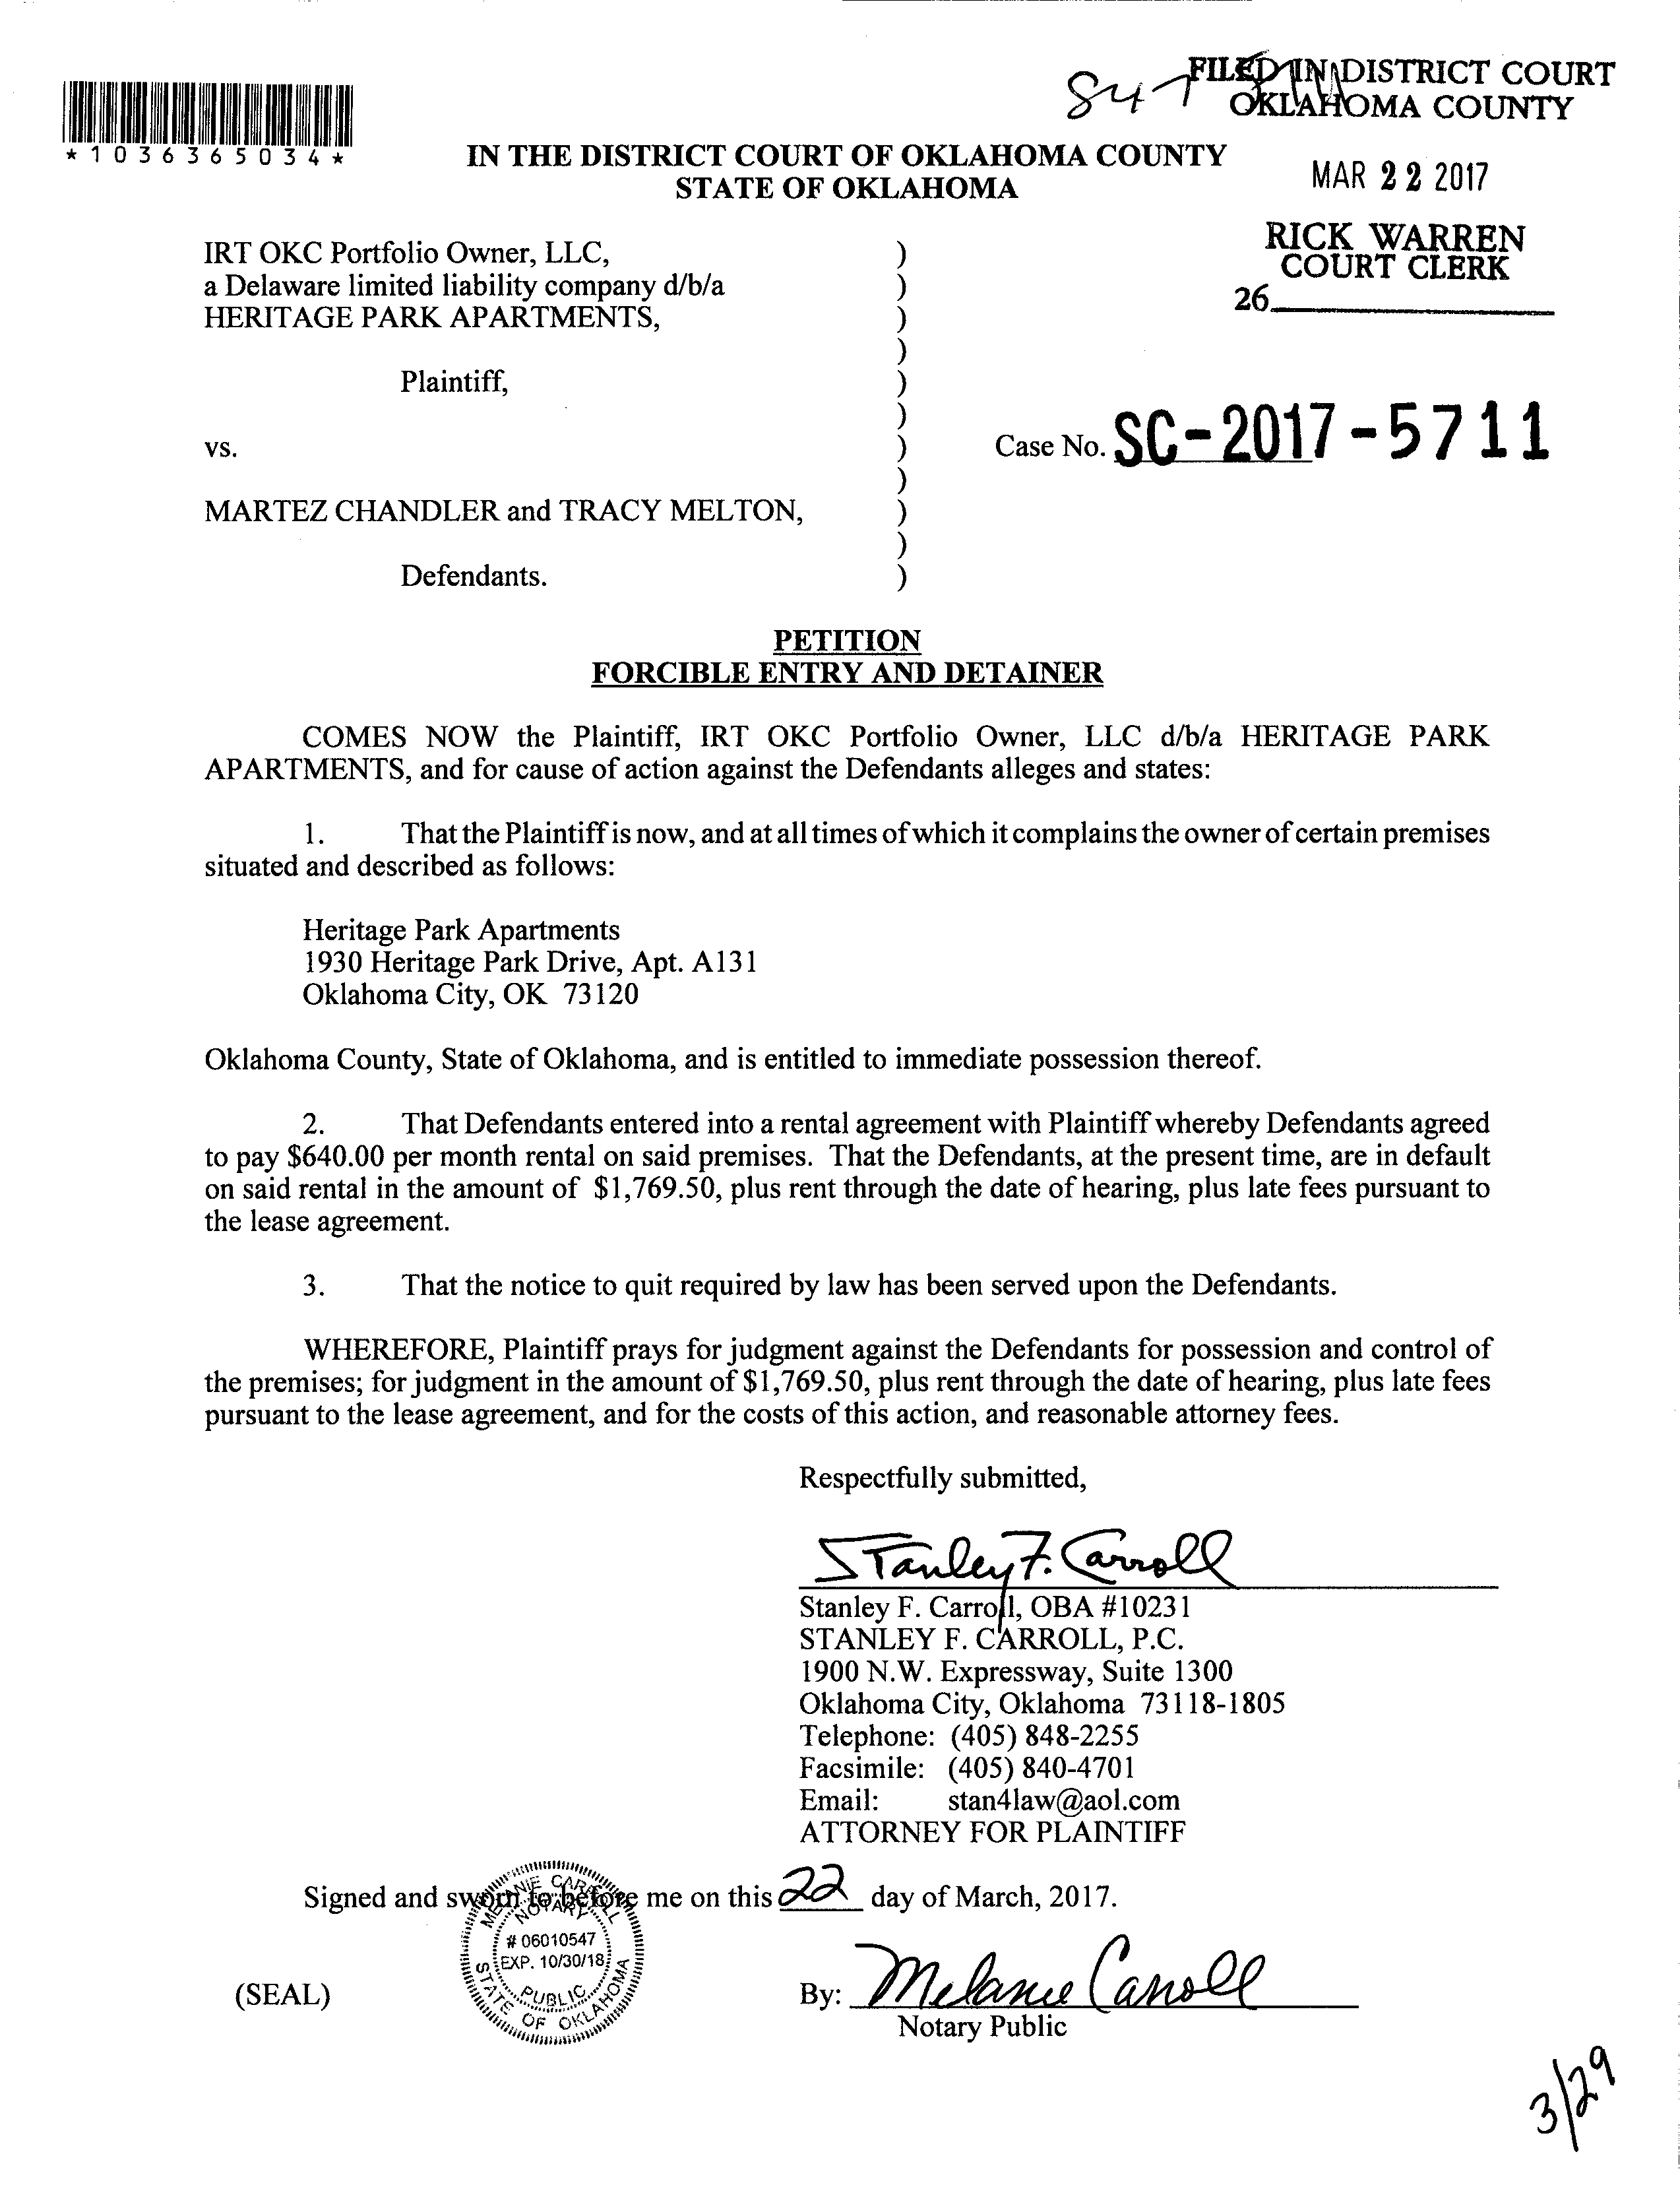 FILED IN DISTRICT COURT
OKLAHOMA COUNTY
*1036365034*
IN THE DISTRICT COURT OF OKLAHOMA COUNTY
STATE OF OKLAHOMA
MAR 22 2017
RICK WARREN
COURT CLERK
26
IRT OKC Portfolio Owner, LLC,
a Delaware limited liability company d/b/a
HERITAGE PARK APARTMENTS,
Plaintiff,
vs.
Case No. SC-2017-5711
MARTEZ CHANDLER and TRACY MELTON,
Defendants.
)
)
)
)
)
)
)
)
)
)
)
PETITION
FORCIBLE ENTRY AND DETAINER
COMES NOW the Plaintiff, IRT OKC Portfolio Owner, LLC d/b/a HERITAGE PARK
APARTMENTS, and for cause of action against the Defendants alleges and states:
1. That the Plaintiff is now, and at all times of which it complains the owner of certain premises
situated and described as follows:
Heritage Park Apartments
1930 Heritage Park Drive, Apt. A131
Oklahoma City, OK 73120
Oklahoma County, State of Oklahoma, and is entitled to immediate possession thereof.
2. That Defendants entered into a rental agreement with Plaintiff whereby Defendants agreed
to pay $640.00 per month rental on said premises. That the Defendants, at the present time, are in default
on said rental in the amount of $1,769.50, plus rent through the date of hearing, plus late fees pursuant to
the lease agreement.
3. That the notice to quit required by law has been served upon the Defendants.
WHEREFORE, Plaintiff prays for judgment against the Defendants for possession and control of
the premises; for judgment in the amount of $1,769.50, plus rent through the date of hearing, plus late fees
pursuant to the lease agreement, and for the costs of this action, and reasonable attorney fees.
Respectfully submitted,
Stanley F. Carroll
Stanley F. Carroll, OBA #10231
STANLEY F. CARROLL, P.C.
1900 N.W. Expressway, Suite 1300
Oklahoma City, Oklahoma 73118-1805
Telephone: (405) 848-2255
Facsimile: (405) 840-4701
Email: stan4law@aol.com
ATTORNEY FOR PLAINTIFF
Signed and sworn to before me on this 22 day of March, 2017.
MELANIE CARROLL
NOTARY
# 06010547
EXP. 10/30/18
PUBLIC
STATE OF OKLAHOMA
(SEAL)
By: Melanie Carroll
Notary Public
3/29